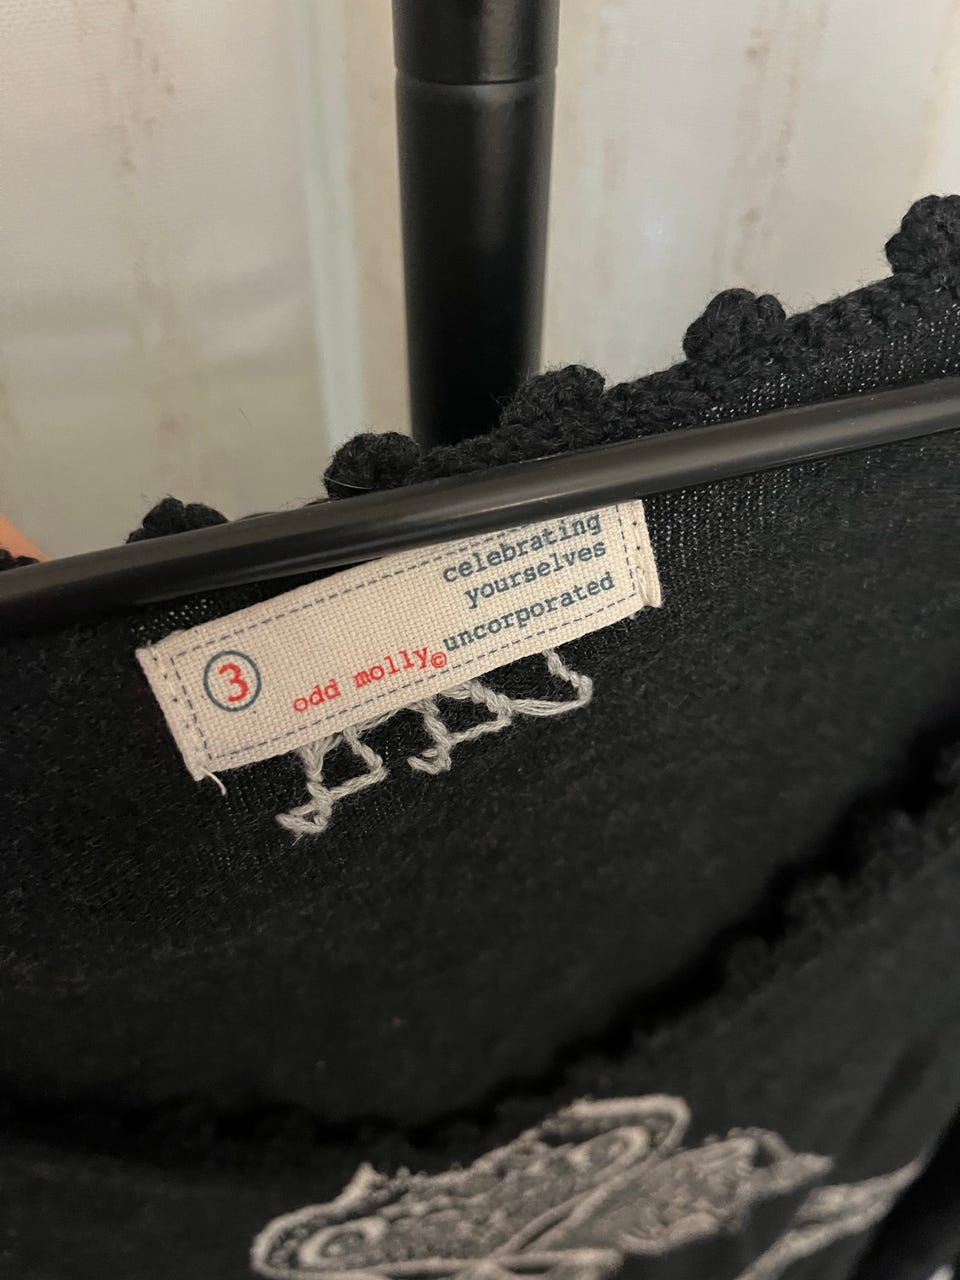 celebrating
yourselves
uncorporated
3
odd molly©